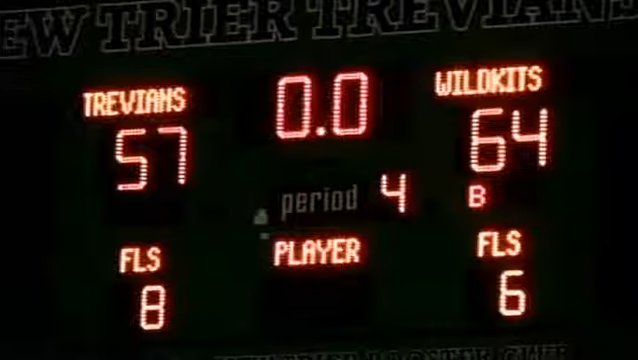 EW TRIER TREVIANS
TREVIANS 0.0 WILDKITS
57 64
period 4 B
FLS PLAYER FLS
8 6